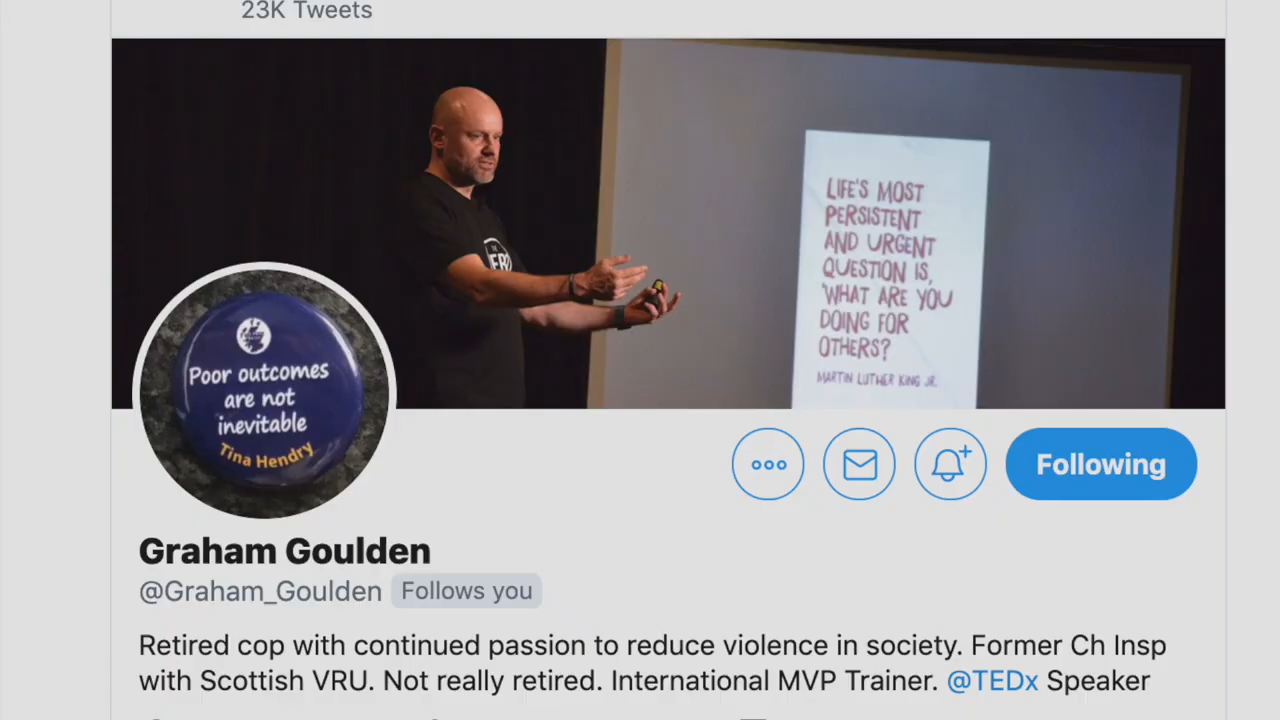 23K Tweets
LIFE'S MOST
PERSISTENT
AND URGENT
QUESTION IS,
'WHAT ARE YOU
DOING FOR
OTHERS?
MARTIN LUTHER KING JR.
Poor outcomes
are not
inevitable
Tina Hendry
Following
Graham Goulden
@Graham_Goulden Follows you
Retired cop with continued passion to reduce violence in society. Former Ch Insp
with Scottish VRU. Not really retired. International MVP Trainer. @TEDx Speaker